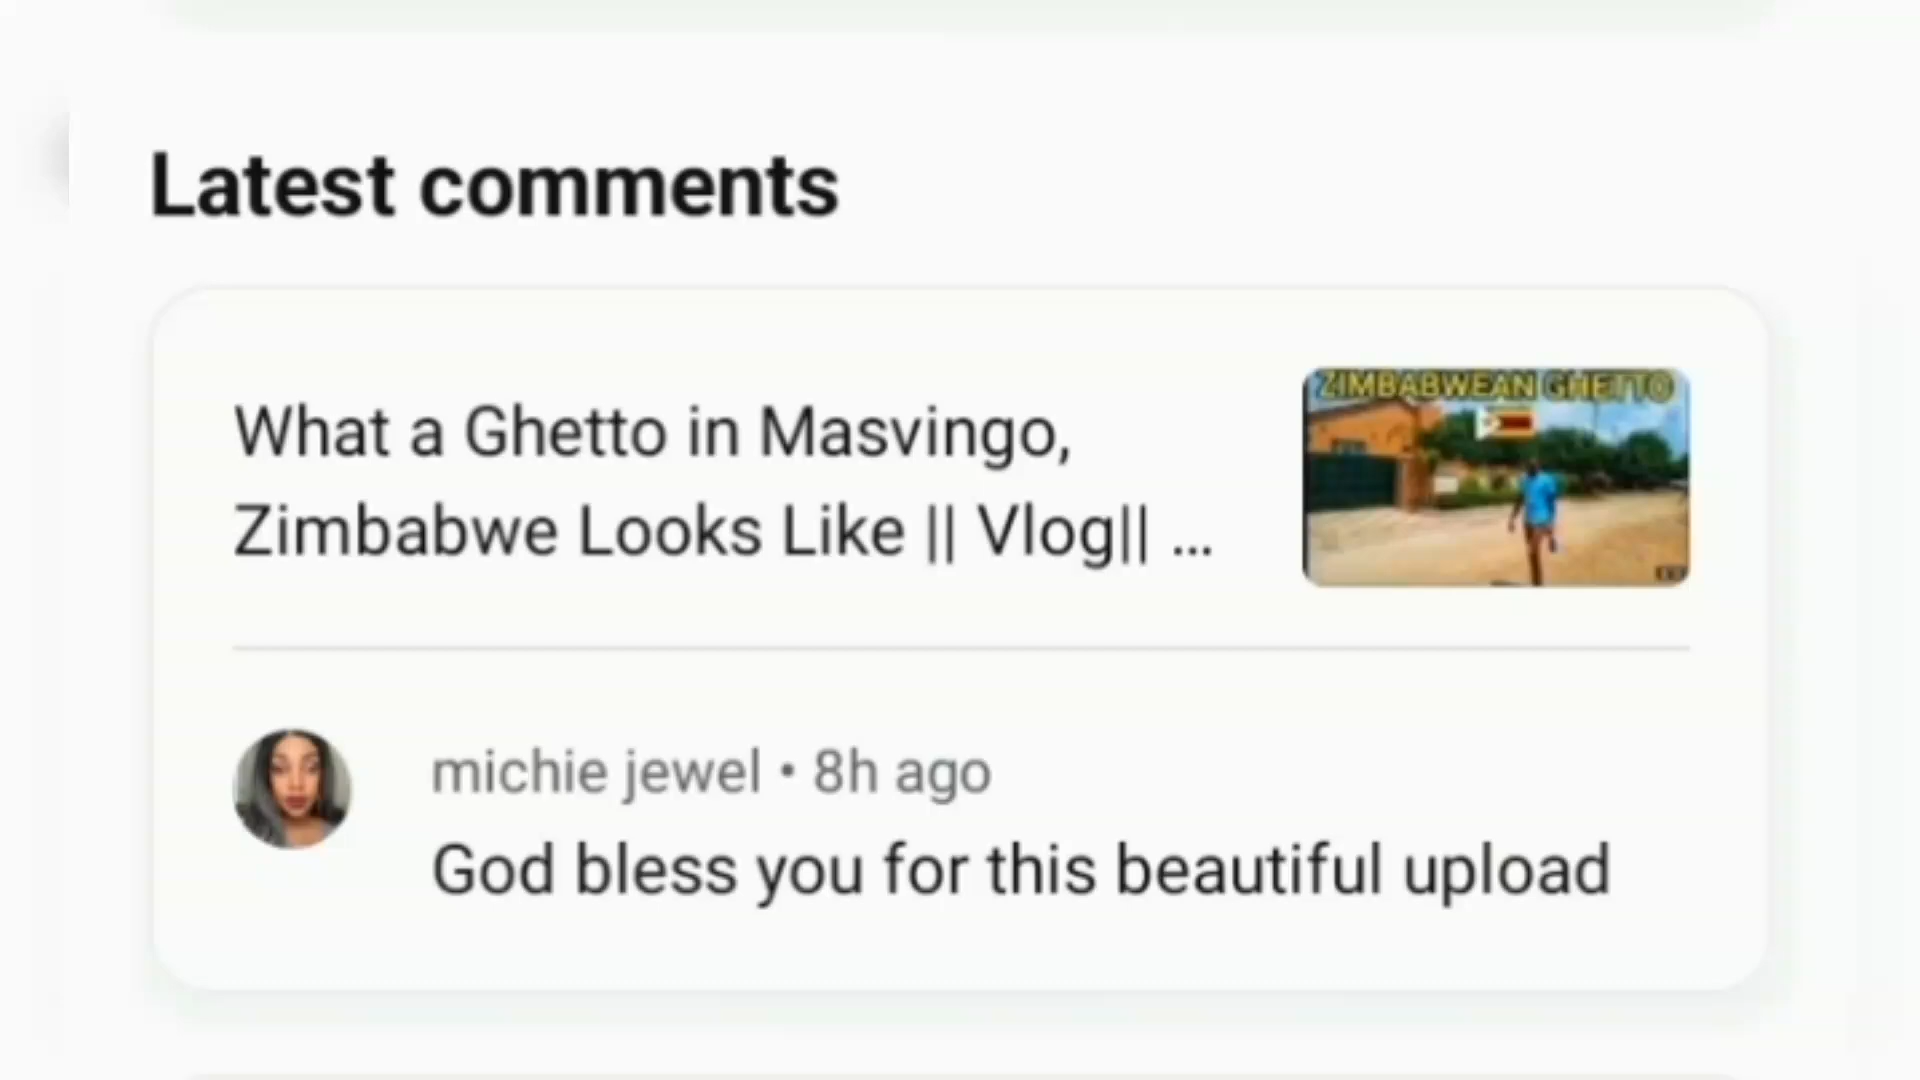 Latest comments
What a Ghetto in Masvingo,
Zimbabwe Looks Like || Vlog|| ...
ZIMBABWEAN GHETTO
michie jewel • 8h ago
God bless you for this beautiful upload